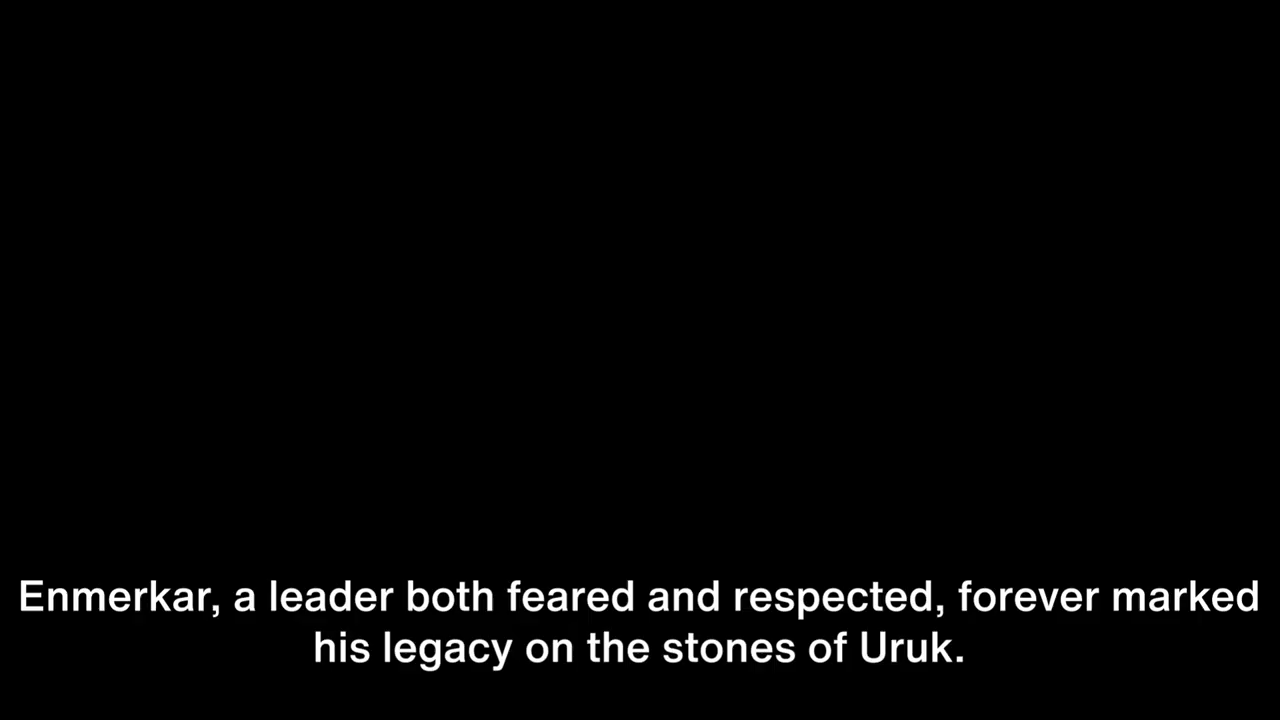 Enmerkar, a leader both feared and respected, forever marked
his legacy on the stones of Uruk.